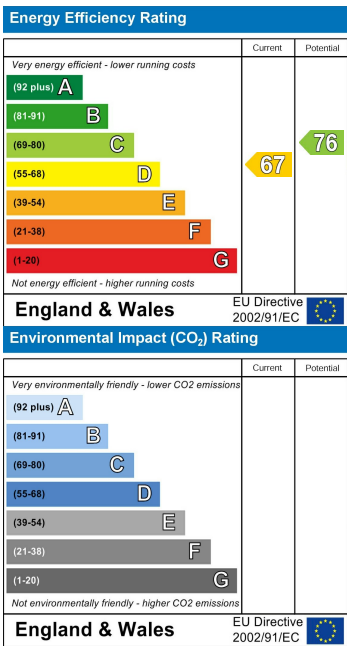 Energy Efficiency Rating
Current Potential
Very energy efficient - lower running costs
(92 plus) A
(81-91) B
(69-80) C
(55-68) D
(39-54) E
(21-38) F
(1-20) G
67
76
Not energy efficient - higher running costs
England & Wales
EU Directive
2002/91/EC
Environmental Impact (CO₂) Rating
Current Potential
Very environmentally friendly - lower CO2 emissions
(92 plus) A
(81-91) B
(69-80) C
(55-68) D
(39-54) E
(21-38) F
(1-20) G
Not environmentally friendly - higher CO2 emissions
England & Wales
EU Directive
2002/91/EC